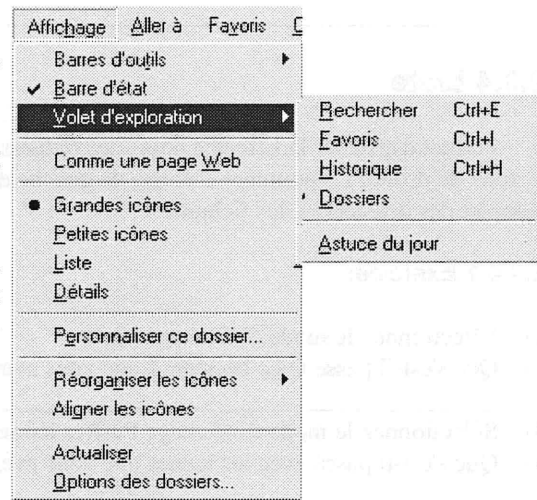 Affichage Aller à Favoris
Barres d'outils
Barre d'état
Volet d'exploration
Comme une page Web
Grandes icônes
Petites icônes
Liste
Détails
Personnaliser ce dossier...
Réorganiser les icônes
Aligner les icônes
Actualiser
Options des dossiers...
Rechercher Ctrl+E
Favoris Ctrl+I
Historique Ctrl+H
Dossiers
Astuce du jour